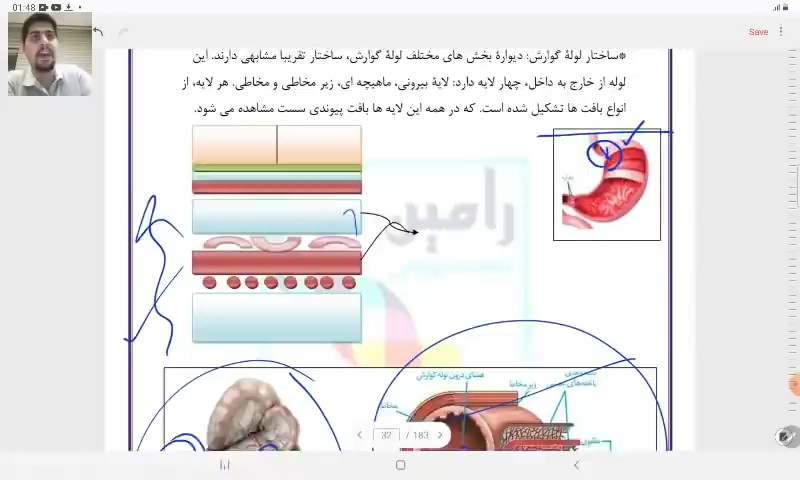 01:48
Save
*ساختار لولهٔ گوارش: دیوارهٔ بخش های مختلف لولهٔ گوارش، ساختار تقریبا مشابهی دارند. این
لوله از خارج به داخل، چهار لایه دارد: لایهٔ بیرونی، ماهیچه ای، زیر مخاطی و مخاطی. هر لایه، از
انواع بافت ها تشکیل شده است. که در همه این لایه ها بافت پیوندی سست مشاهده می شود.
رامین
فضای درون لوله گوارش
زیر مخاط
مخاط
32 / 183